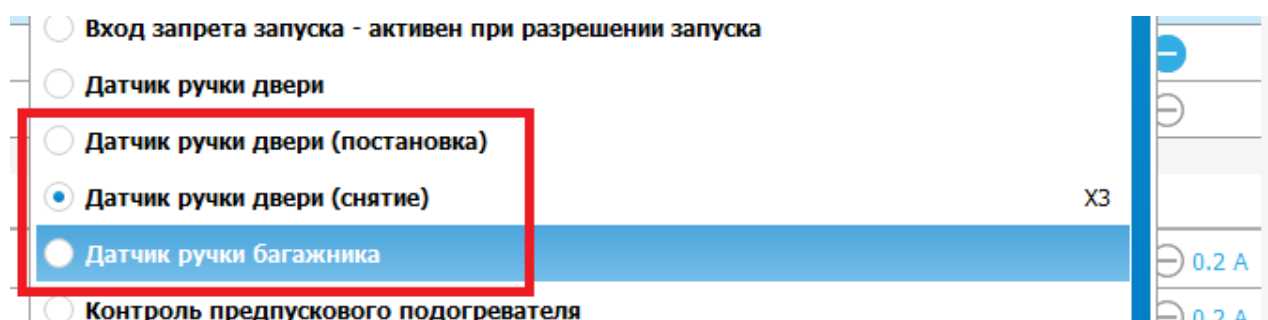 Вход запрета запуска - активен при разрешении запуска
Датчик ручки двери
Датчик ручки двери (постановка)
Датчик ручки двери (снятие) X3
Датчик ручки багажника 0.2 A
Контроль предпускового подогревателя 0.2 A